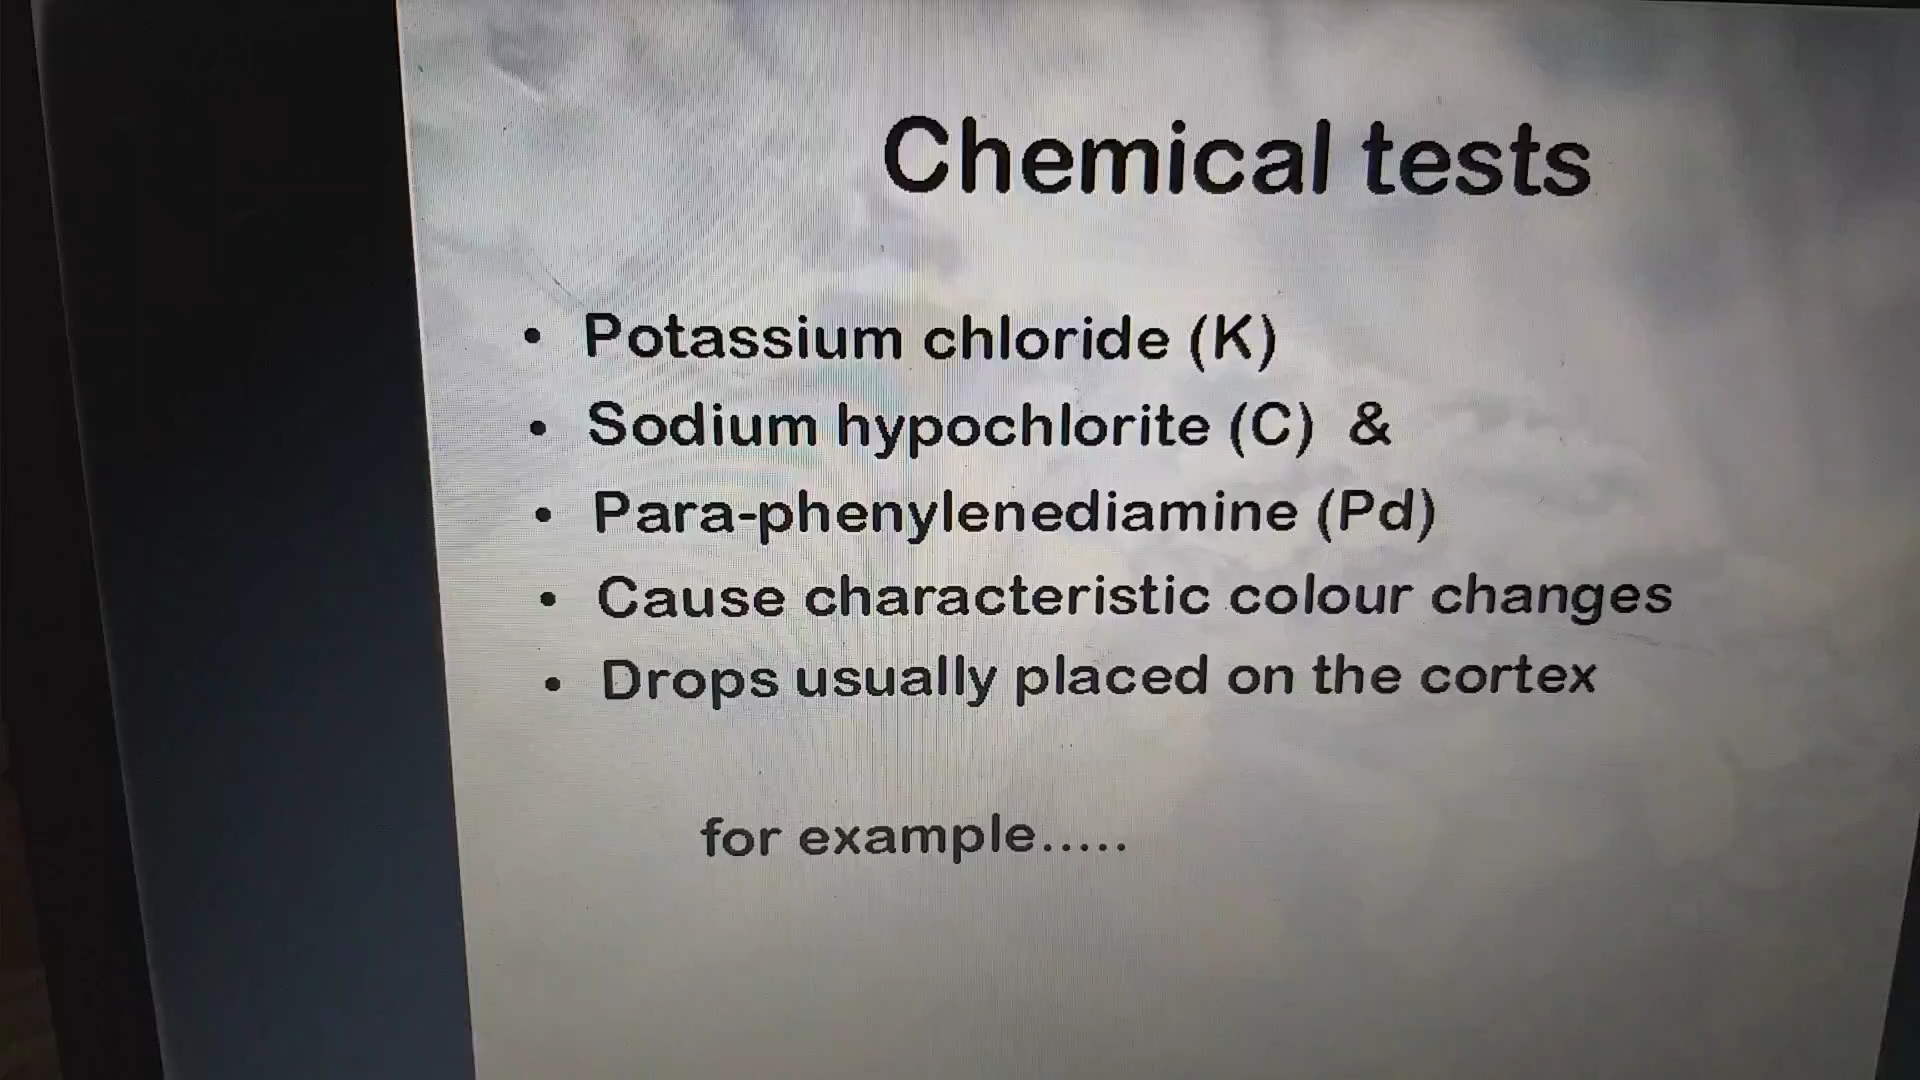 Chemical tests
• Potassium chloride (K)
• Sodium hypochlorite (C) &
• Para-phenylenediamine (Pd)
• Cause characteristic colour changes
• Drops usually placed on the cortex
for example.....